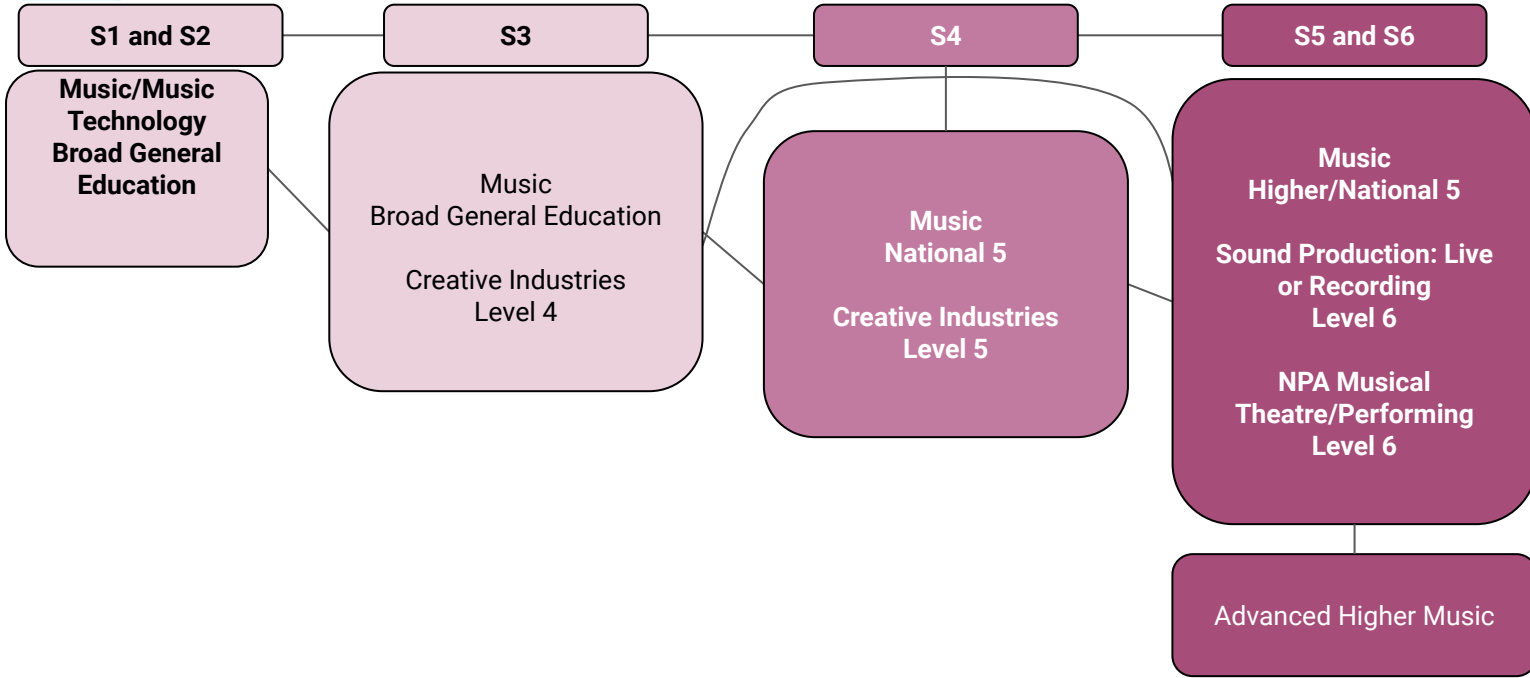 S1 and S2
S3
S4
S5 and S6
Music/Music
Technology
Broad General
Education
Music
Broad General Education
Creative Industries
Level 4
Music
National 5
Creative Industries
Level 5
Music
Higher/National 5
Sound Production: Live
or Recording
Level 6
NPA Musical
Theatre/Performing
Level 6
Advanced Higher Music